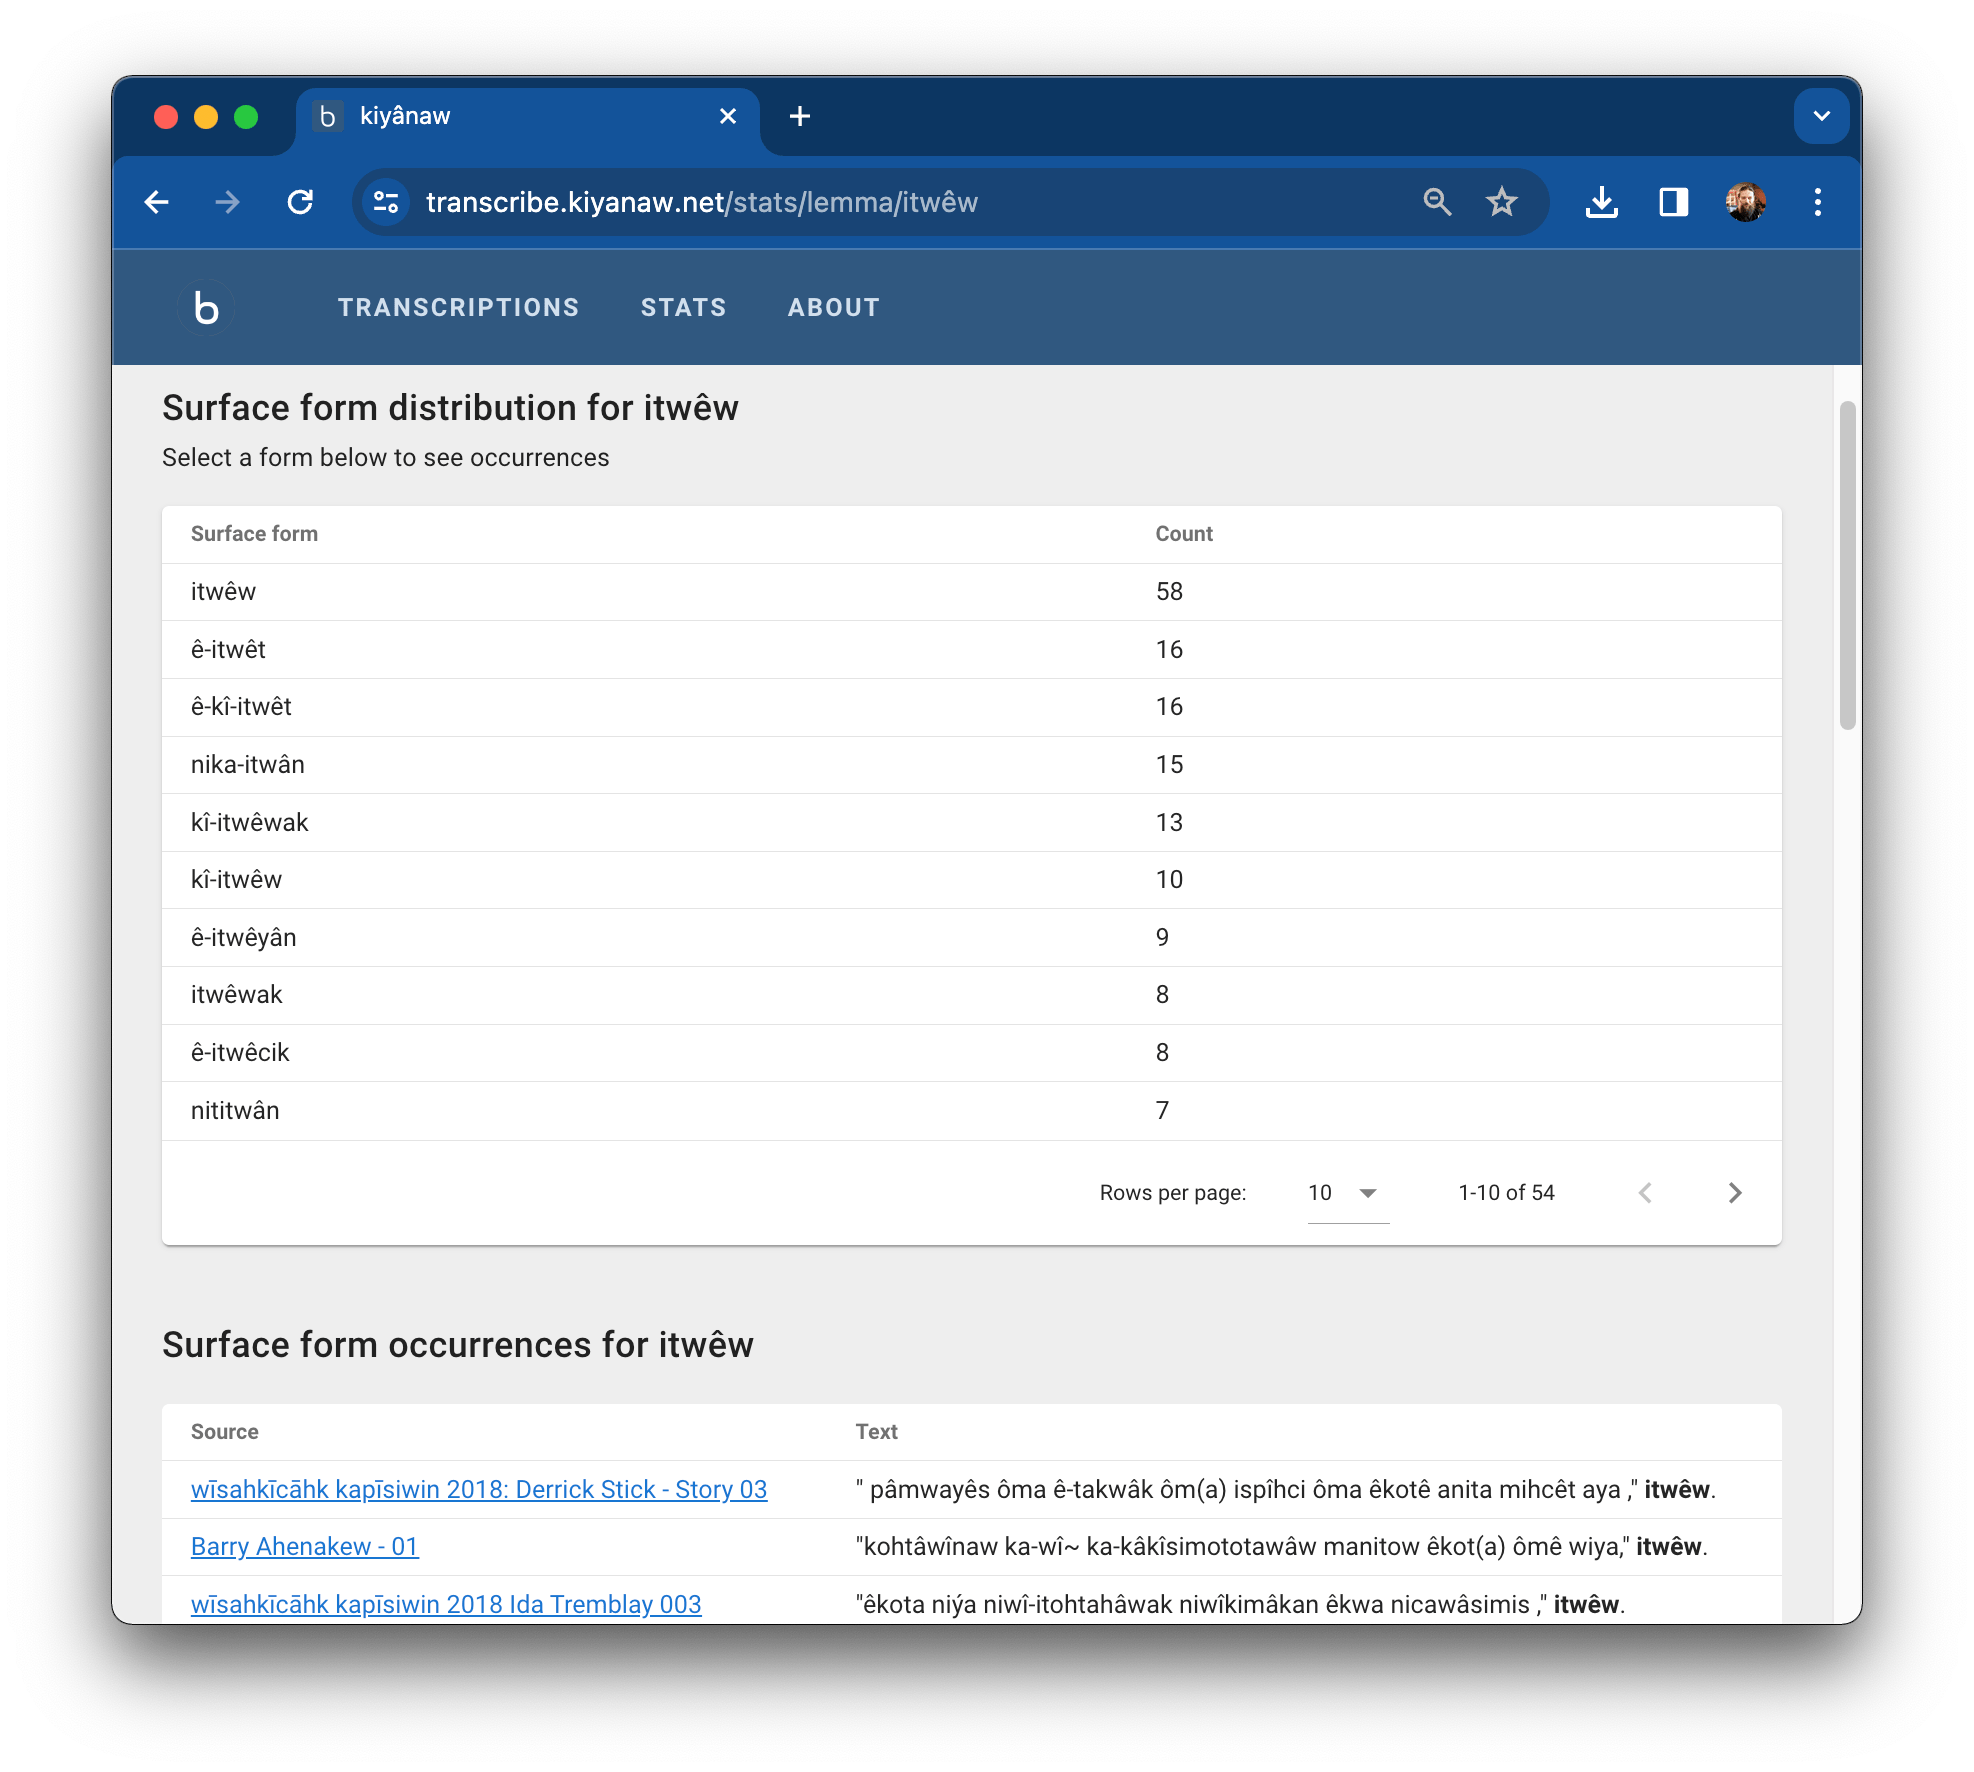 kiyânaw
transcribe.kiyanaw.net/stats/lemma/itwêw
b TRANSCRIPTIONS STATS ABOUT
Surface form distribution for itwêw
Select a form below to see occurrences
Surface form Count
itwêw 58
ê-itwêt 16
ê-kî-itwêt 16
nika-itwân 15
kî-itwêwak 13
kî-itwêw 10
ê-itwêyân 9
itwêwak 8
ê-itwêcik 8
nititwân 7
Rows per page: 10 1-10 of 54
Surface form occurrences for itwêw
Source Text
wīsahkīcāhk kapīsiwin 2018: Derrick Stick - Story 03 " pâmwayês ôma ê-takwâk ôm(a) ispîhci ôma êkotê anita mihcêt aya ," itwêw.
Barry Ahenakew - 01 "kohtâwînaw ka-wî~ ka-kâkîsimototawâw manitow êkot(a) ômê wiya," itwêw.
wīsahkīcāhk kapīsiwin 2018 Ida Tremblay 003 "êkota niýa niwî-itohtahâwak niwîkimâkan êkwa nicawâsimis ," itwêw.